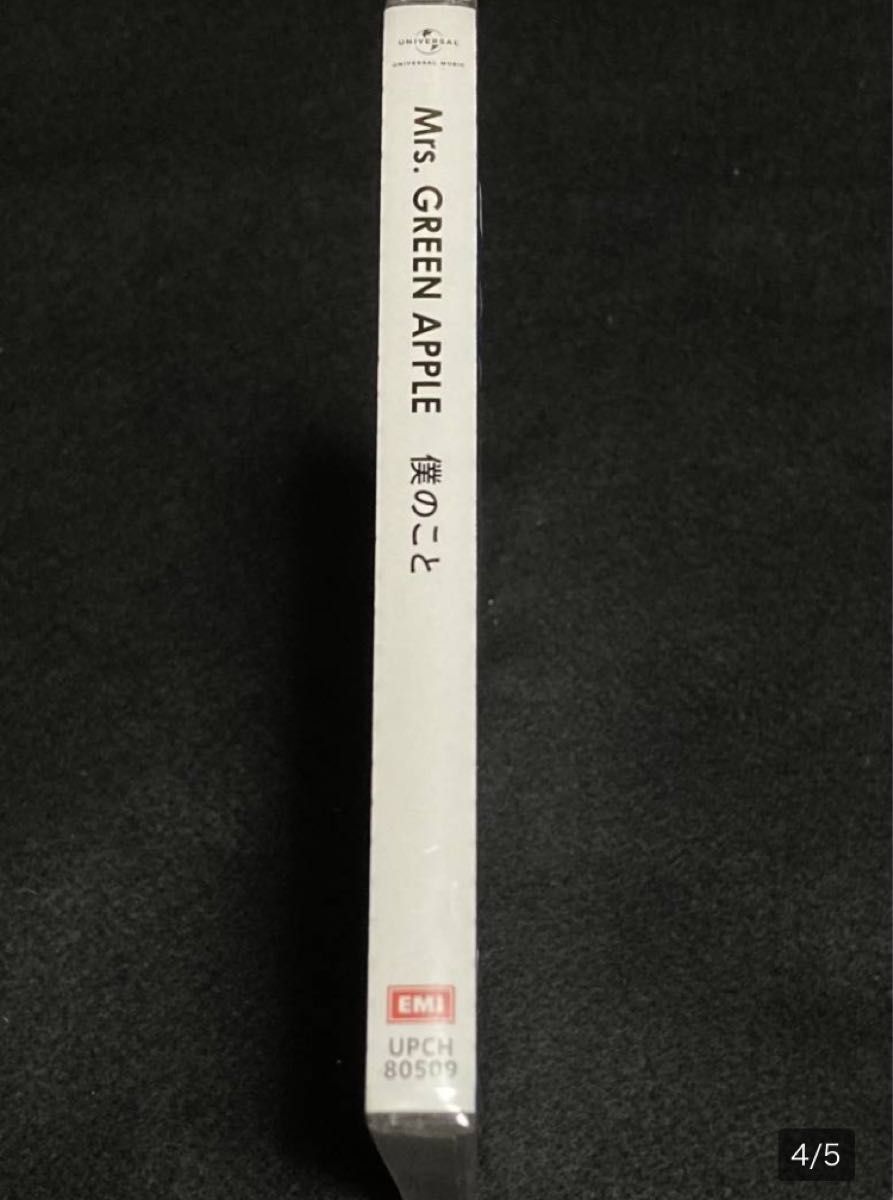 UNIVERSAL
UNIVERSAL MUSIC
Mrs. GREEN APPLE 僕のこと
EMI
UPCH
80509
4/5